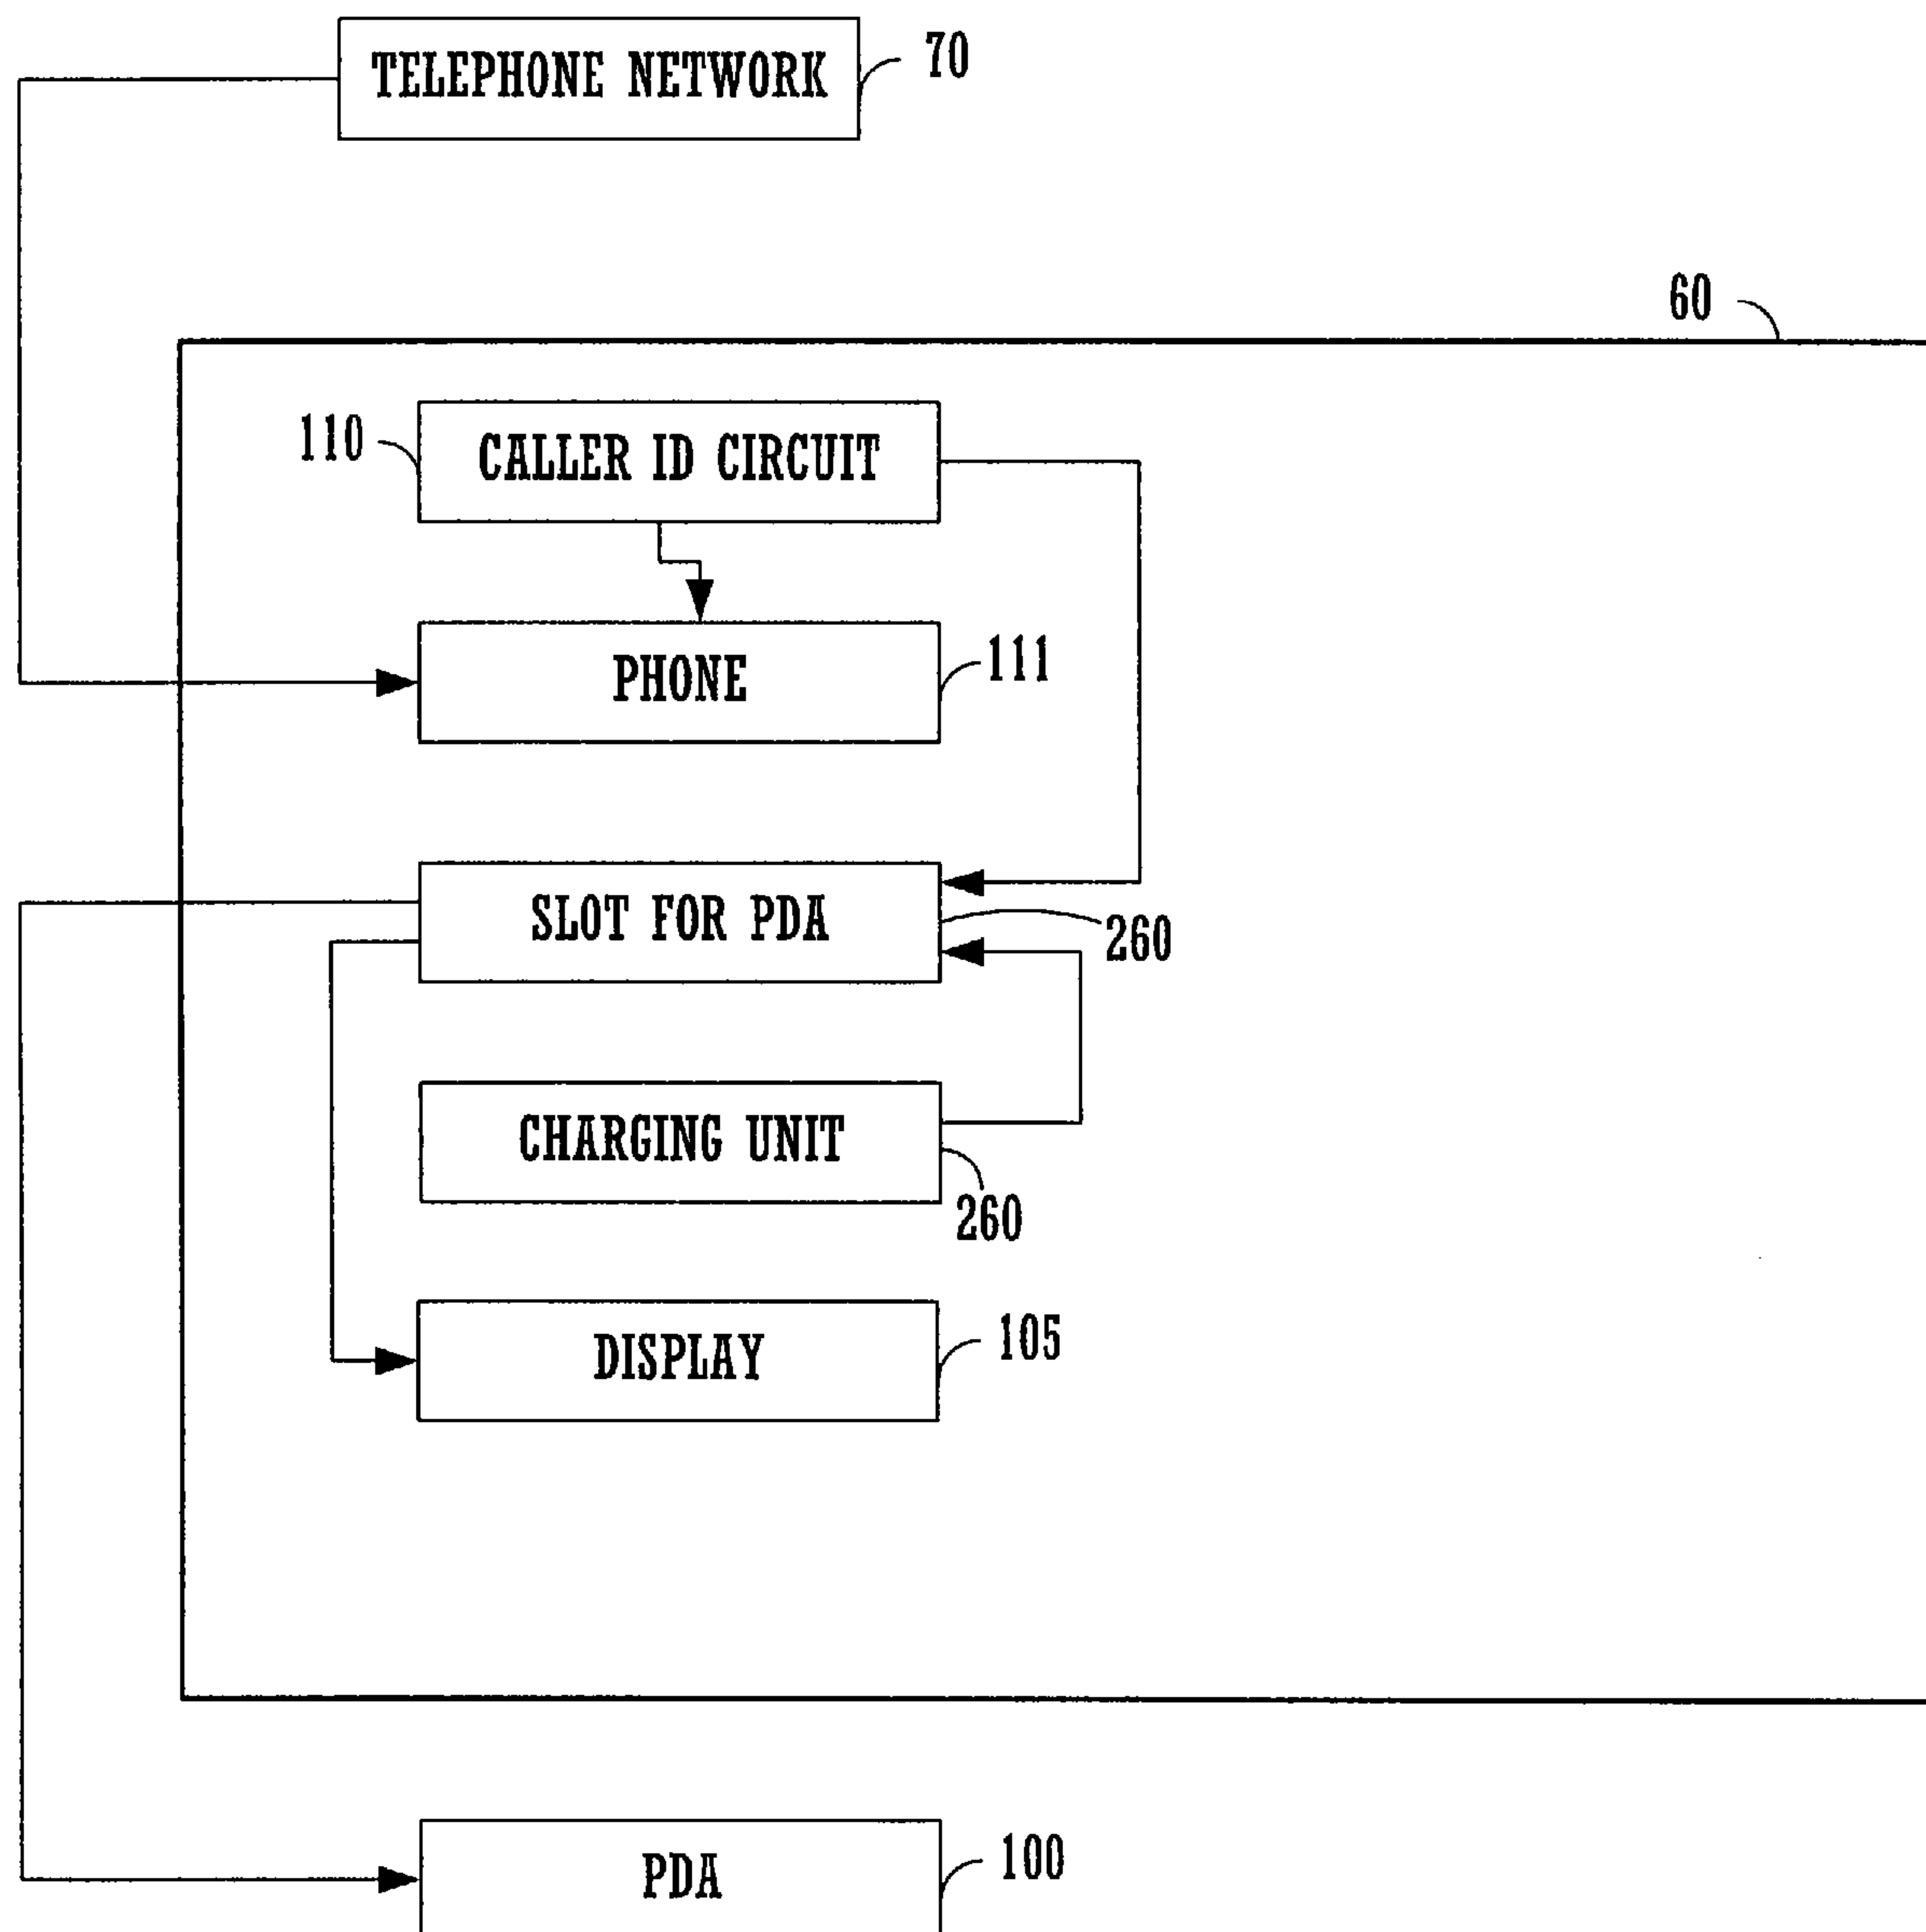 TELEPHONE NETWORK
70
60
110
CALLER ID CIRCUIT
PHONE
111
SLOT FOR PDA
260
CHARGING UNIT
260
DISPLAY
105
PDA
100